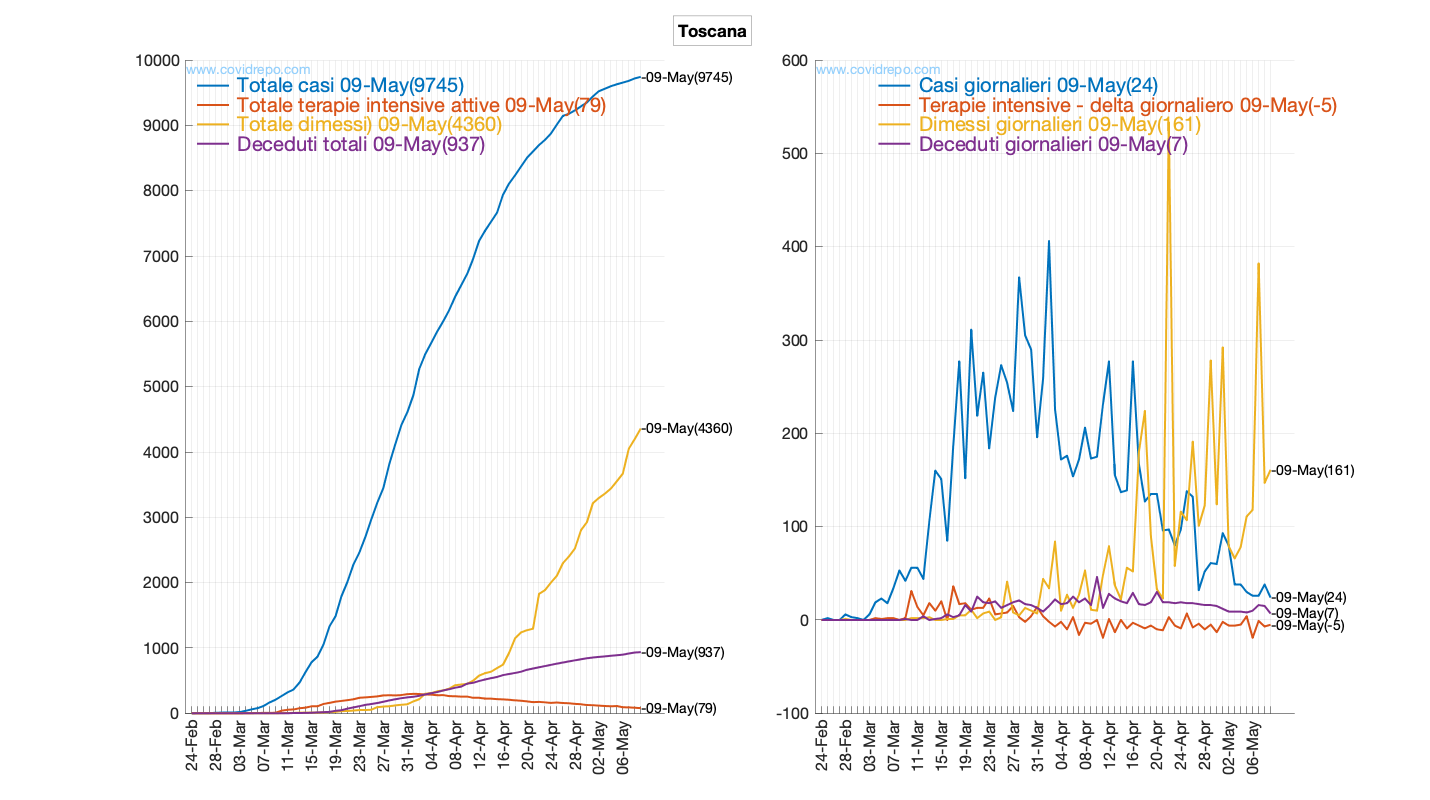 Toscana
www.covidrepo.com
Totale casi 09-May(9745)
Totale terapie intensive attive 09-May(79)
Totale dimessi) 09-May(4360)
Deceduti totali 09-May(937)
10000
9000
8000
7000
6000
5000
4000
3000
2000
1000
0
-09-May(9745)
-09-May(4360)
-09-May(937)
-09-May(79)
24-Feb
28-Feb
03-Mar
07-Mar
11-Mar
15-Mar
19-Mar
23-Mar
27-Mar
31-Mar
04-Apr
08-Apr
12-Apr
16-Apr
20-Apr
24-Apr
28-Apr
02-May
06-May
www.covidrepo.com
Casi giornalieri 09-May(24)
Terapie intensive - delta giornaliero 09-May(-5)
Dimessi giornalieri 09-May(161)
Deceduti giornalieri 09-May(7)
600
500
400
300
200
100
0
-100
-09-May(161)
-09-May(24)
-09-May(7)
-09-May(-5)
24-Feb
28-Feb
03-Mar
07-Mar
11-Mar
15-Mar
19-Mar
23-Mar
27-Mar
31-Mar
04-Apr
08-Apr
12-Apr
16-Apr
20-Apr
24-Apr
28-Apr
02-May
06-May